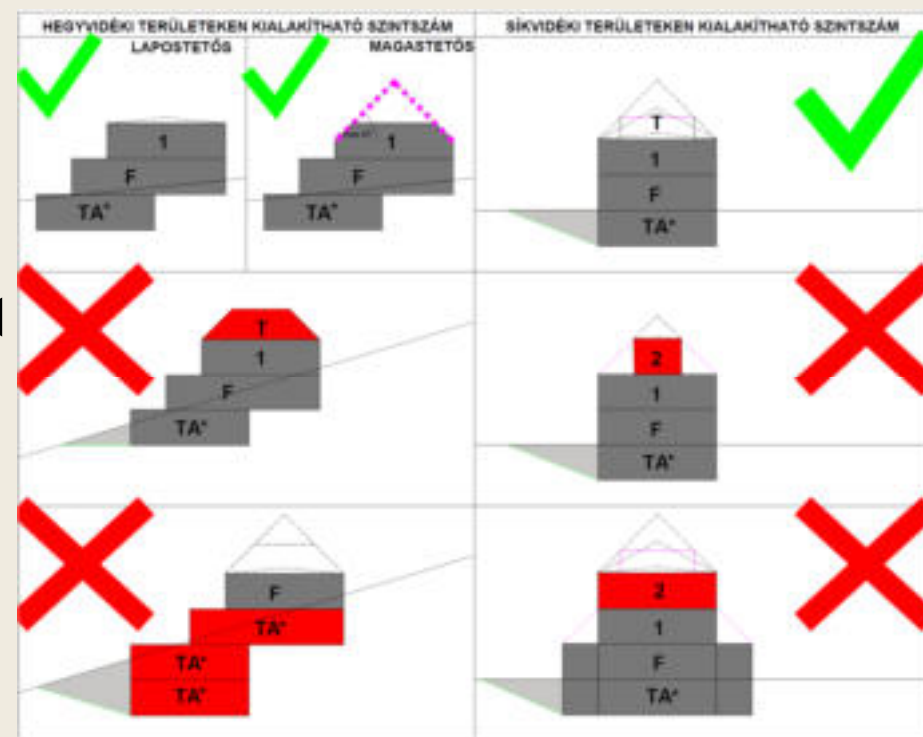 HEGYVIDÉKI TERÜLETEKEN KIALAKÍTHATÓ SZINTSZÁM
LAPOSTETŐS
MAGASTETŐS
1
F
TA*
1
F
TA*
T
1
F
TA*
TA*
F
TA*
TA*
SÍKVIDÉKI TERÜLETEKEN KIALAKÍTHATÓ SZINTSZÁM
T
1
F
TA*
2
1
F
TA*
2
1
F
TA*